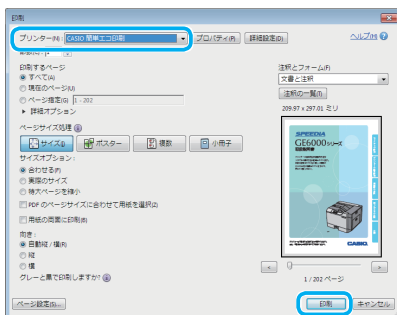 印刷
プリンター(N): CASIO 簡単エコ印刷 プロパティ(P) 詳細設定(D) ヘルプ(H)
印刷するページ 注釈とフォーム(F)
すべて(A) 文書と注釈
現在のページ(U) 注釈の一覧(I)
ページ指定(G) 1 - 202
詳細オプション 209.97 x 297.01 ミリ
ページサイズ処理
サイズ(I) ポスター 複数 小冊子
サイズオプション:
合わせる(F)
実際のサイズ
特大ページを縮小
PDF のページサイズに合わせて用紙を選択(Z)
用紙の両面に印刷(B)
向き:
自動縦 / 横(R)
縦
横
グレーと黒で印刷しますか?
SPEEDIA
GE6000シリーズ
取扱説明書
CASIO
< >
1 / 202 ページ
ページ設定(S)... 印刷 キャンセル